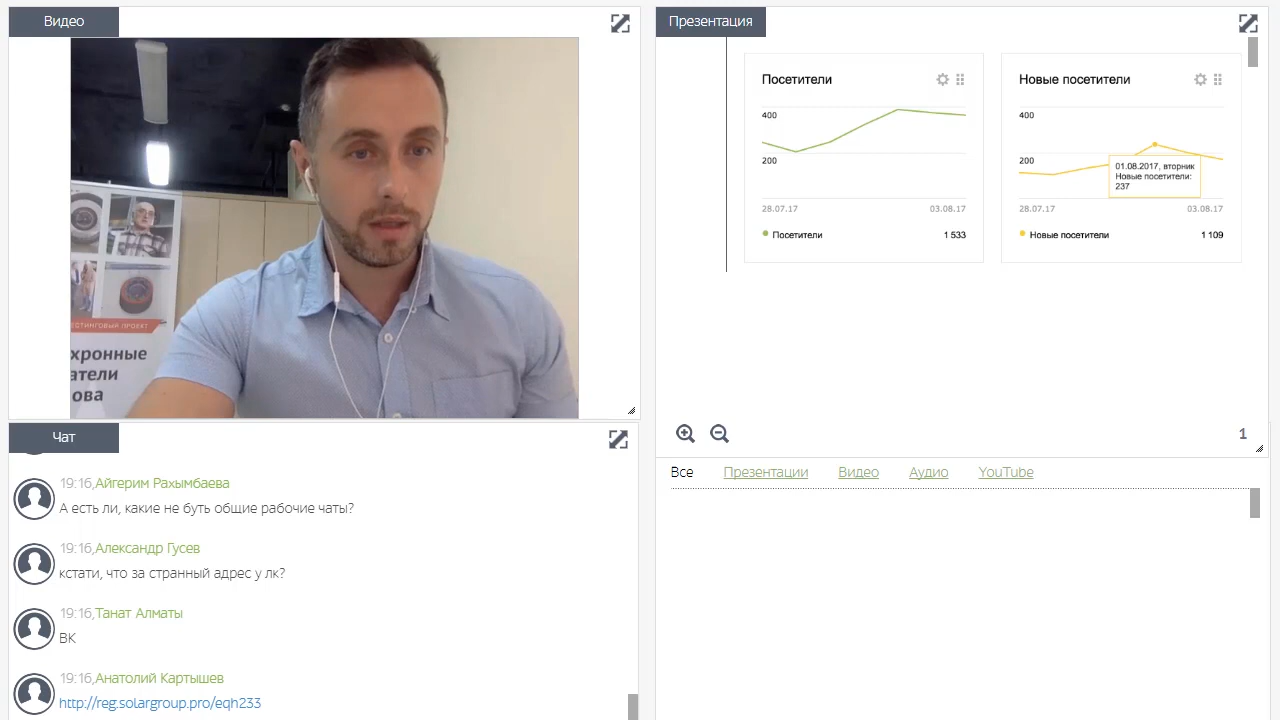 Видео
ЕСТИНГОВЫЙ ПРОЕКТ
хронные
атели
ова
Презентация
Посетители
400
200
28.07.17 03.08.17
Посетители 1 533
Новые посетители
400
200
01.08.2017, вторник
Новые посетители:
237
28.07.17 03.08.17
Новые посетители 1 109
1
Чат
19:16,Айгерим Рахымбаева
А есть ли, какие не буть общие рабочие чаты?
19:16,Александр Гусев
кстати, что за странный адрес у лк?
19:16,Танат Алматы
ВК
19:16,Анатолий Картышев
http://reg.solargroup.pro/eqh233
Все Презентации Видео Аудио YouTube